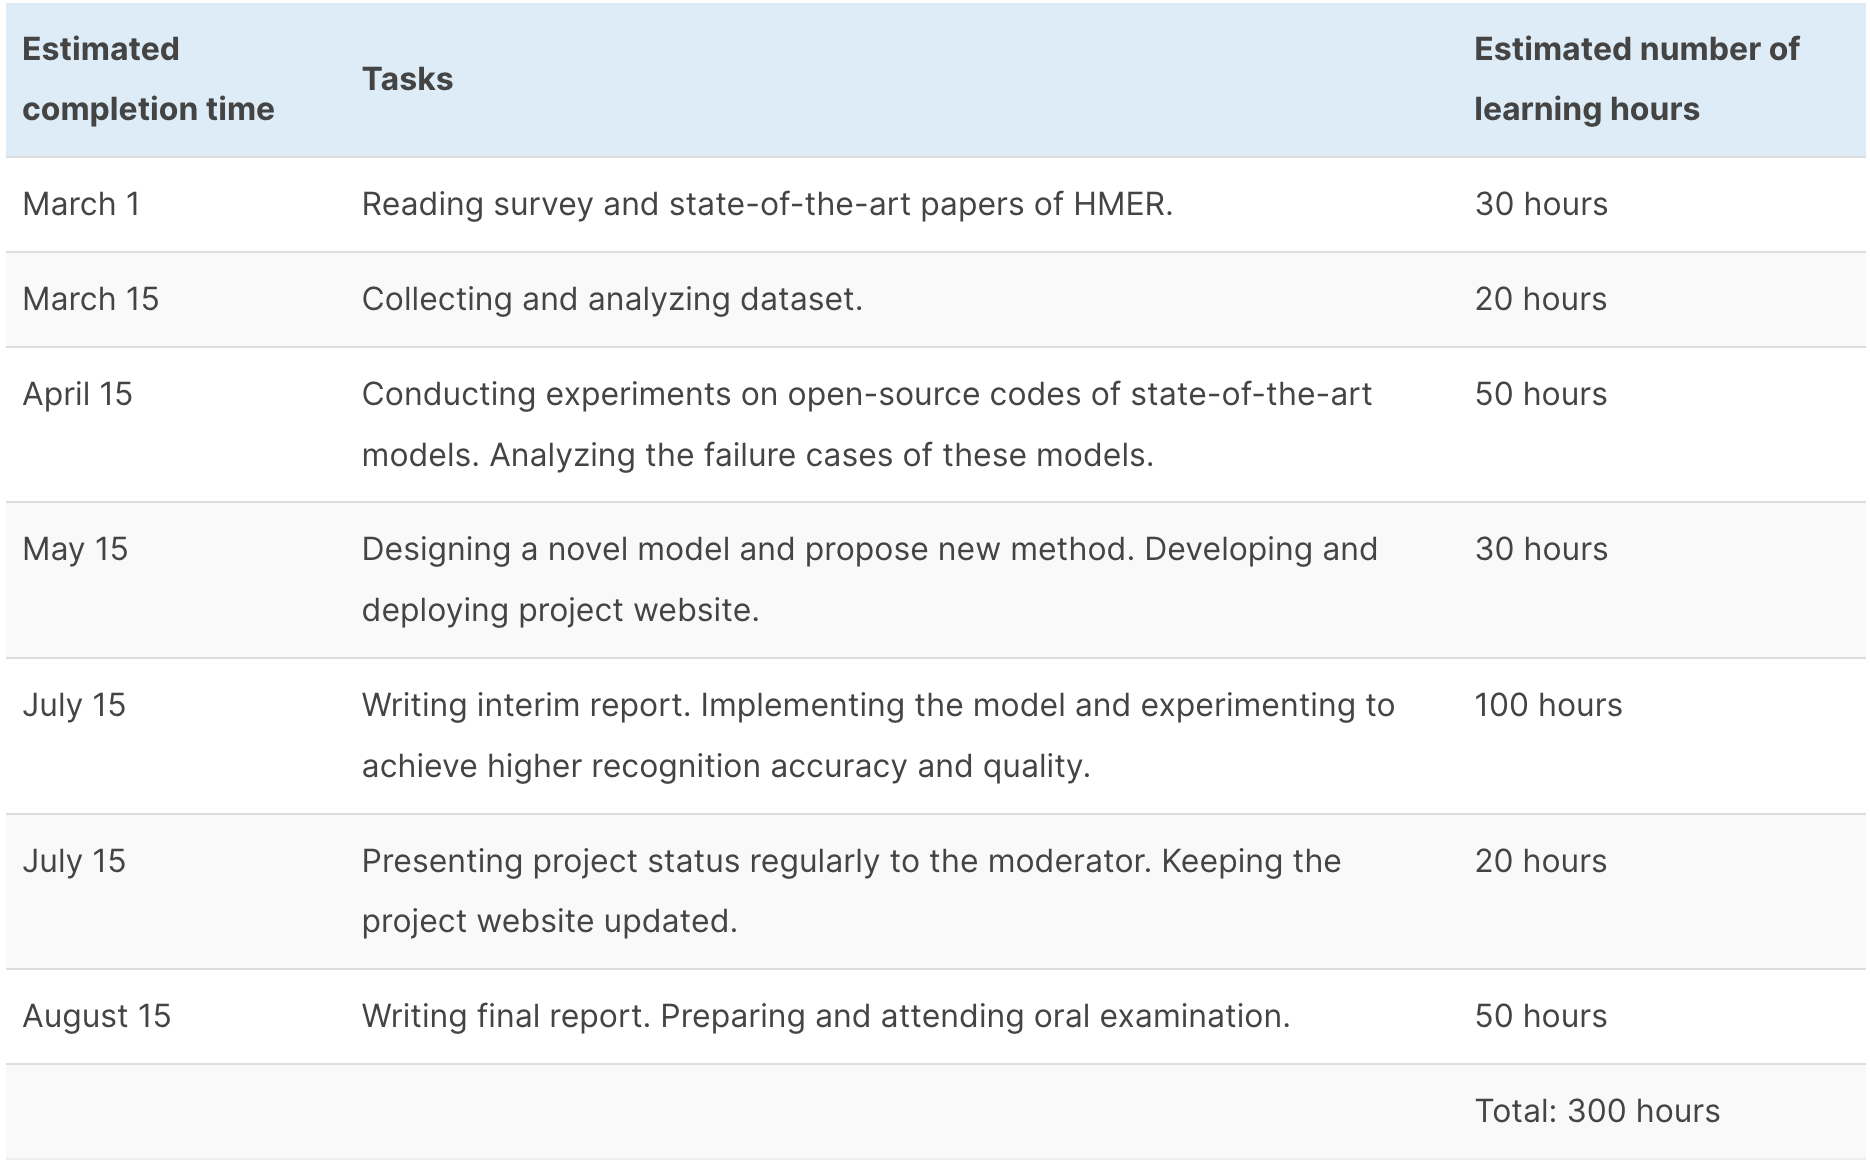 Estimated
completion time
Tasks
Estimated number of
learning hours
March 1
Reading survey and state-of-the-art papers of HMER.
30 hours
March 15
Collecting and analyzing dataset.
20 hours
April 15
Conducting experiments on open-source codes of state-of-the-art
models. Analyzing the failure cases of these models.
50 hours
May 15
Designing a novel model and propose new method. Developing and
deploying project website.
30 hours
July 15
Writing interim report. Implementing the model and experimenting to
achieve higher recognition accuracy and quality.
100 hours
July 15
Presenting project status regularly to the moderator. Keeping the
project website updated.
20 hours
August 15
Writing final report. Preparing and attending oral examination.
50 hours
Total: 300 hours